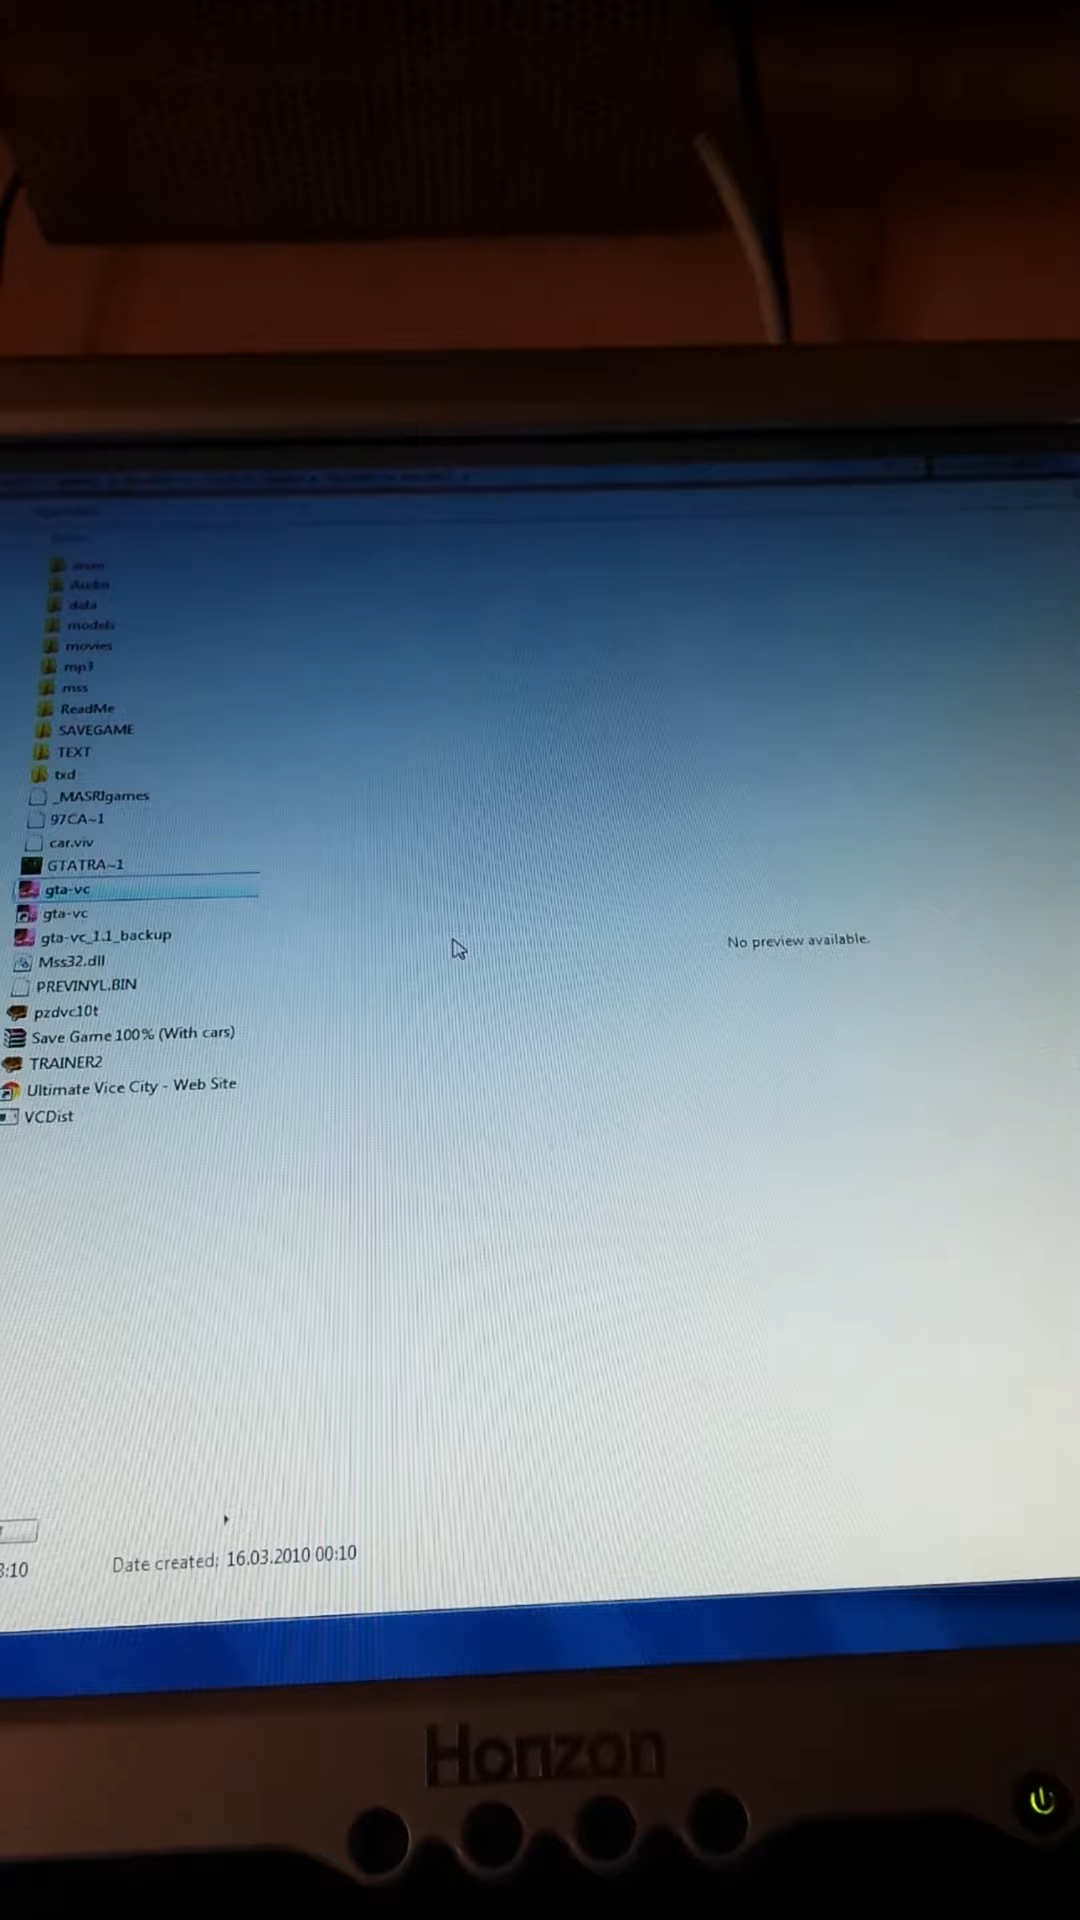 Audio
data
models
movies
mp3
mss
ReadMe
SAVEGAME
TEXT
txd
_MASRIgames
97CA~1
car.viv
GTATRA~1
gta-vc
gta-vc
gta-vc_1.1_backup
Mss32.dll
PREVINYL.BIN
pzdvc10t
Save Game 100% (With cars)
TRAINER2
Ultimate Vice City - Web Site
VCDist
No preview available.
3:10
Date created: 16.03.2010 00:10
Horizon